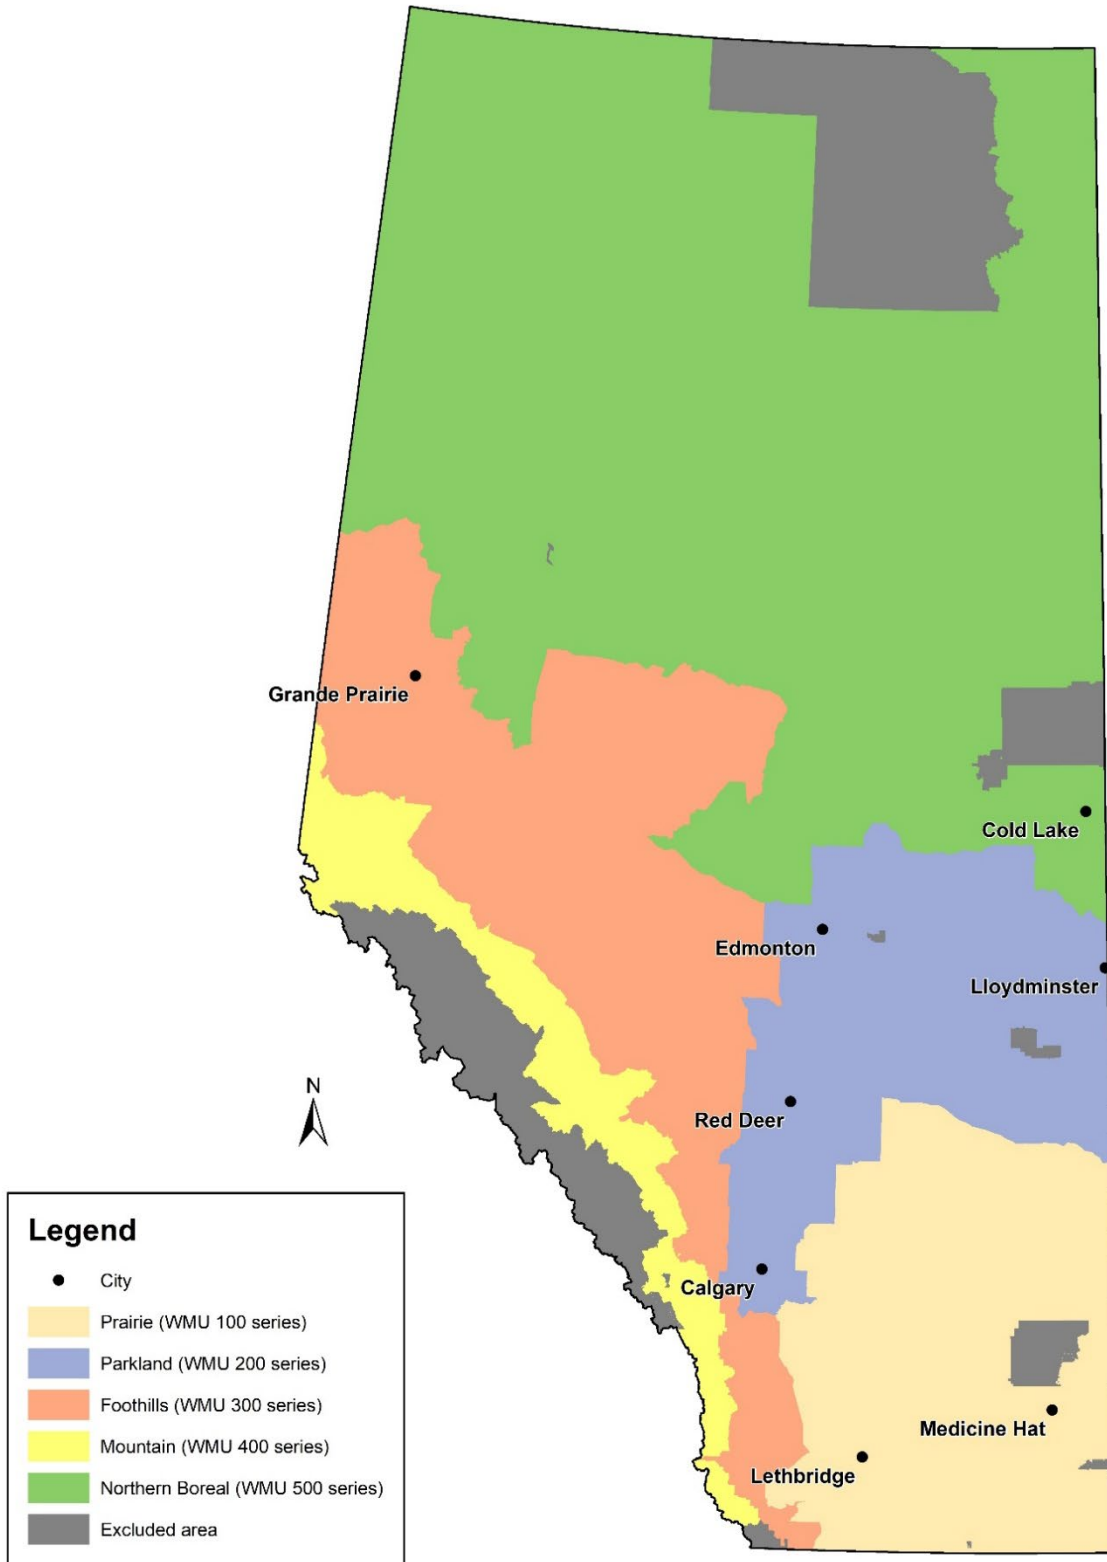 Grande Prairie
Cold Lake
Edmonton
Lloydminster
N
Red Deer
Calgary
Medicine Hat
Lethbridge
Legend
City
Prairie (WMU 100 series)
Parkland (WMU 200 series)
Foothills (WMU 300 series)
Mountain (WMU 400 series)
Northern Boreal (WMU 500 series)
Excluded area